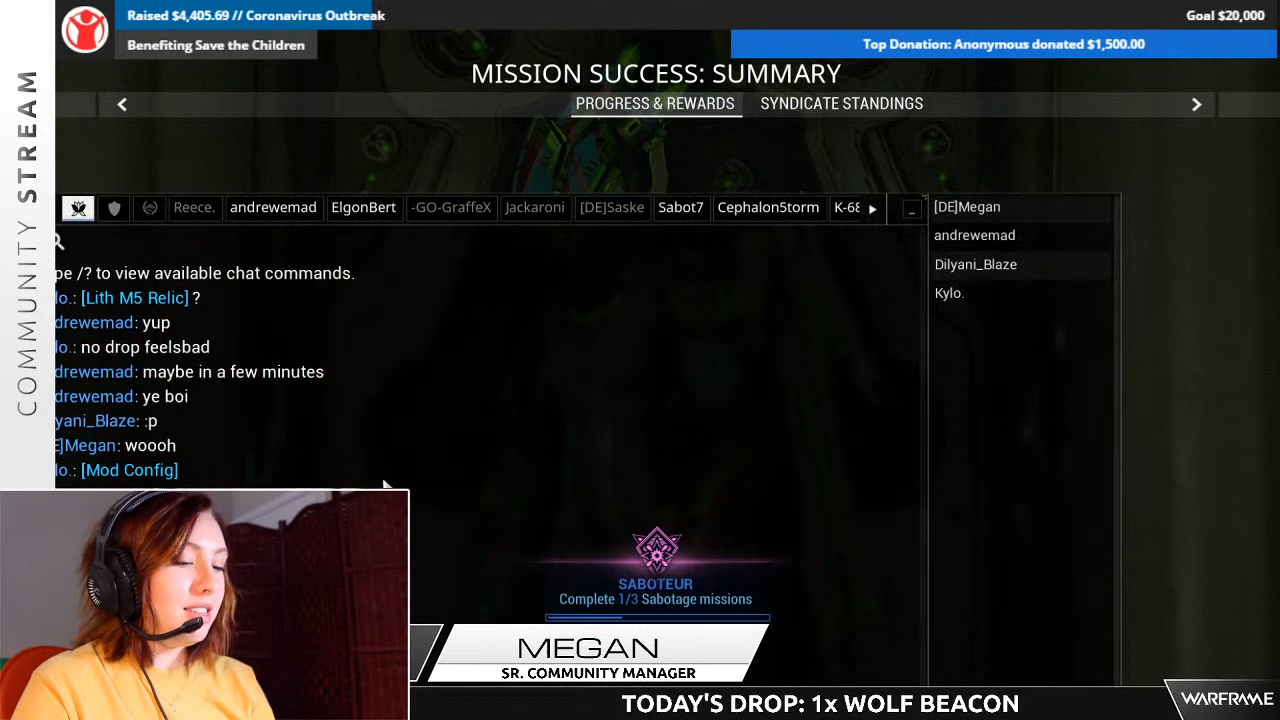 COMMUNITY STREAM
Raised $4,405.69 // Coronavirus Outbreak
Goal $20,000
Benefiting Save the Children
Top Donation: Anonymous donated $1,500.00
MISSION SUCCESS: SUMMARY
PROGRESS & REWARDS SYNDICATE STANDINGS
Reece. andrewemad ElgonBert -GO-GraffeX Jackaroni [DE]Saske Sabot7 Cephalon5torm K-68
[DE]Megan
andrewemad
Dilyani_Blaze
Kylo.
pe /? to view available chat commands.
lo.: [Lith M5 Relic] ?
drewemad: yup
lo.: no drop feelsbad
drewemad: maybe in a few minutes
drewemad: ye boi
yani_Blaze: :p
E]Megan: woooh
lo.: [Mod Config]
SABOTEUR
Complete 1/3 Sabotage missions
MEGAN
SR. COMMUNITY MANAGER
TODAY'S DROP: 1x WOLF BEACON
WARFRAME